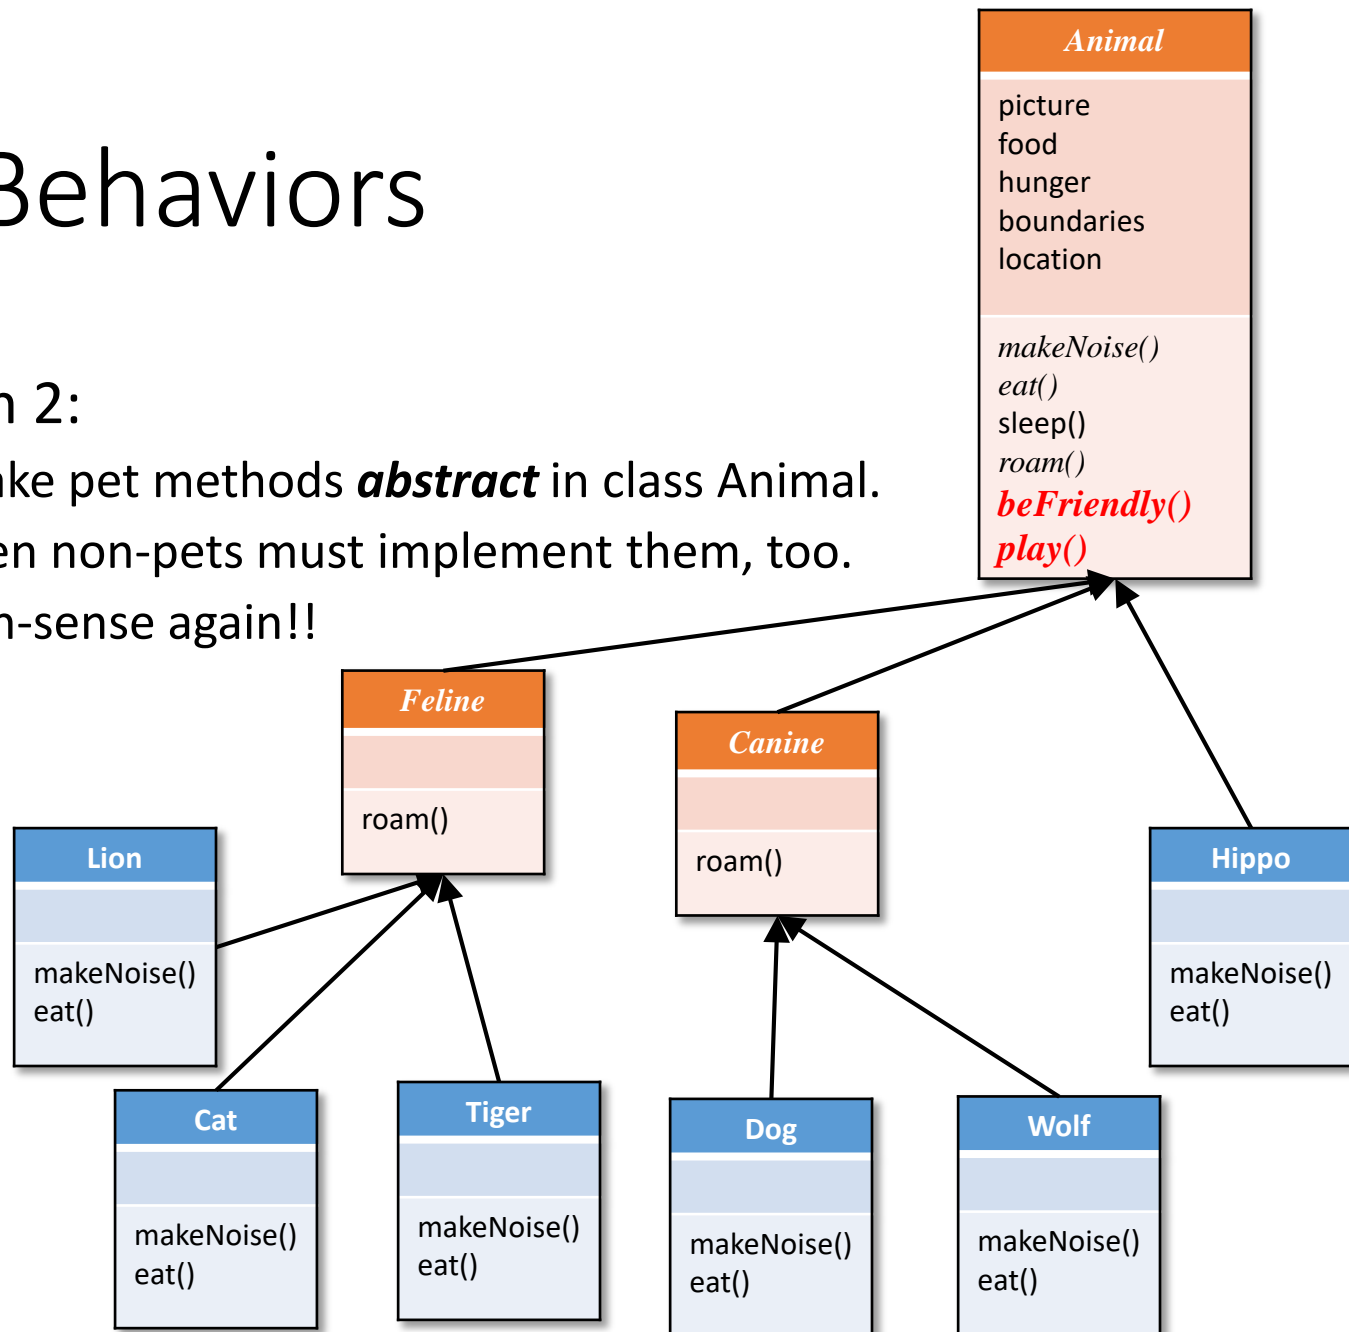 Behaviors
n 2:
ake pet methods abstract in class Animal.
en non-pets must implement them, too.
n-sense again!!
Animal
picture
food
hunger
boundaries
location
makeNoise()
eat()
sleep()
roam()
beFriendly()
play()
Feline
roam()
Canine
roam()
Lion
makeNoise()
eat()
Hippo
makeNoise()
eat()
Cat
makeNoise()
eat()
Tiger
makeNoise()
eat()
Dog
makeNoise()
eat()
Wolf
makeNoise()
eat()